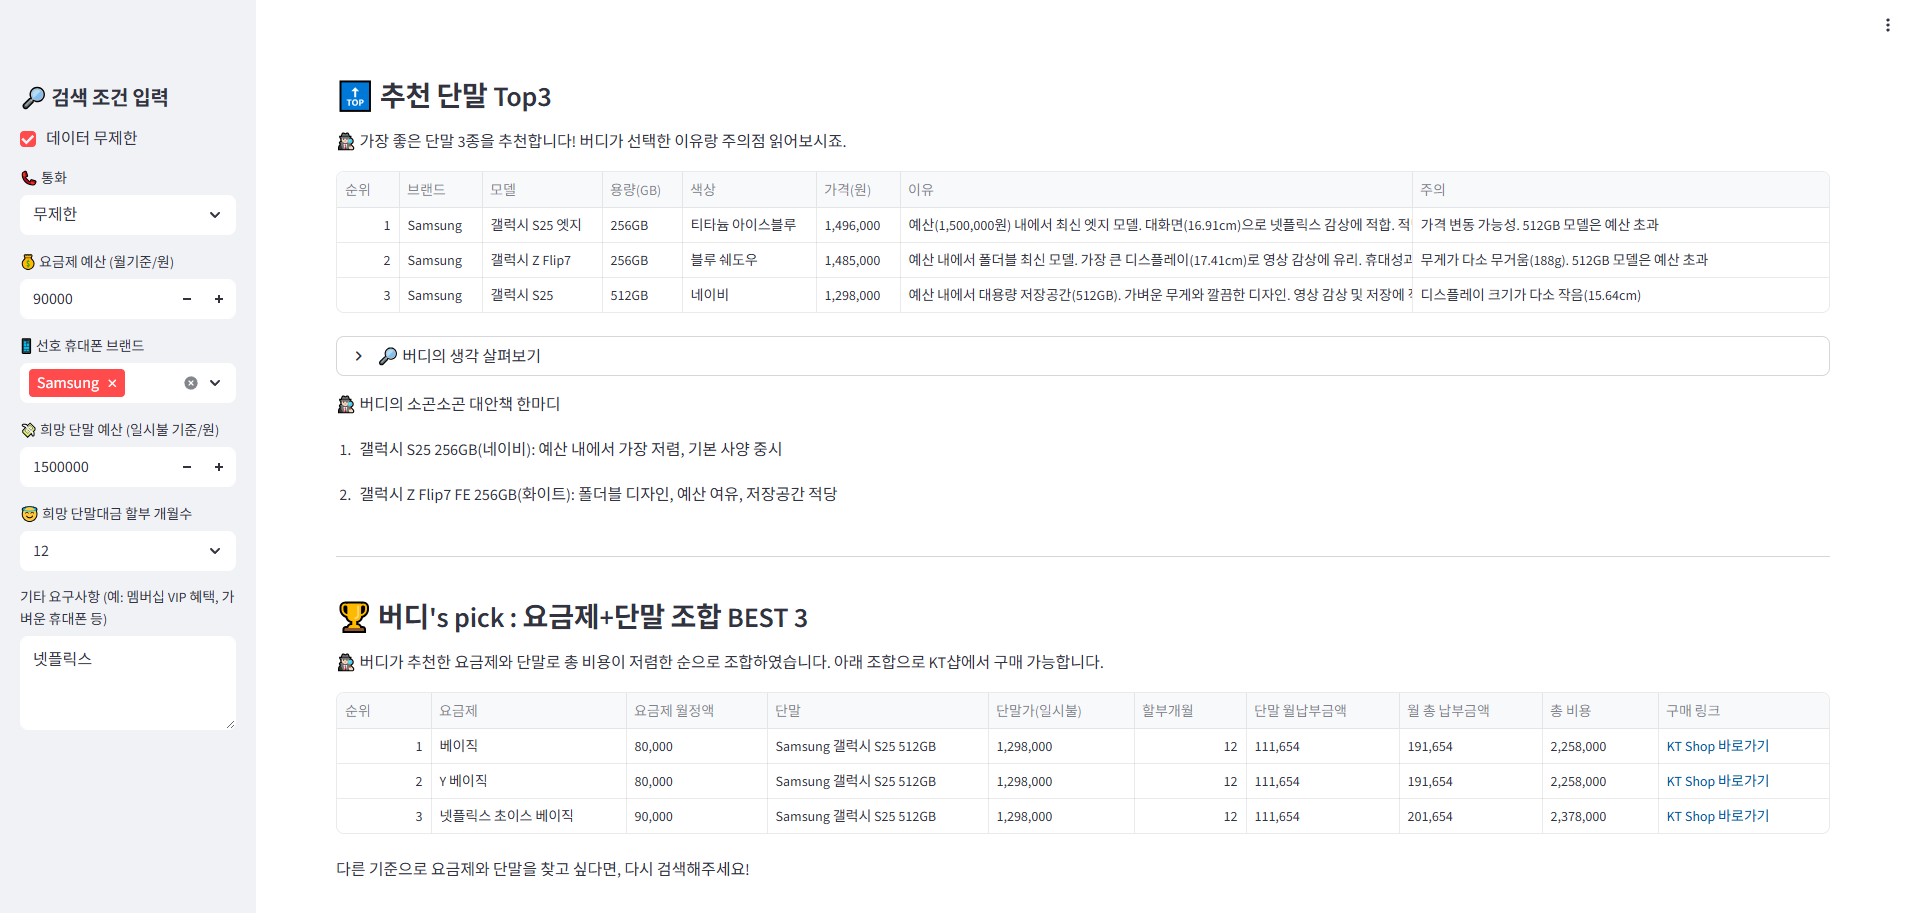 검색 조건 입력
데이터 무제한
통화
무제한
요금제 예산 (월기준/원)
90000
선호 휴대폰 브랜드
Samsung
희망 단말 예산 (일시불 기준/원)
1500000
희망 단말대금 할부 개월수
12
기타 요구사항 (예: 멤버십 VIP 혜택, 가
벼운 휴대폰 등)
넷플릭스
TOP 추천 단말 Top3
가장 좋은 단말 3종을 추천합니다! 버디가 선택한 이유랑 주의점 읽어보시죠.
순위 브랜드 모델 용량(GB) 색상 가격(원) 이유 주의
1 Samsung 갤럭시 S25 엣지 256GB 티타늄 아이스블루 1,496,000 예산(1,500,000원) 내에서 최신 엣지 모델. 대화면(16.91cm)으로 넷플릭스 감상에 적합. 적 가격 변동 가능성. 512GB 모델은 예산 초과
2 Samsung 갤럭시 Z Flip7 256GB 블루 쉐도우 1,485,000 예산 내에서 폴더블 최신 모델. 가장 큰 디스플레이(17.41cm)로 영상 감상에 유리. 휴대성과 무게가 다소 무거움(188g). 512GB 모델은 예산 초과
3 Samsung 갤럭시 S25 512GB 네이비 1,298,000 예산 내에서 대용량 저장공간(512GB). 가벼운 무게와 깔끔한 디자인. 영상 감상 및 저장에 디스플레이 크기가 다소 작음(15.64cm)
버디의 생각 살펴보기
버디의 소곤소곤 대안책 한마디
1. 갤럭시 S25 256GB(네이비): 예산 내에서 가장 저렴, 기본 사양 중시
2. 갤럭시 Z Flip7 FE 256GB(화이트): 폴더블 디자인, 예산 여유, 저장공간 적당
버디's pick : 요금제+단말 조합 BEST 3
버디가 추천한 요금제와 단말로 총 비용이 저렴한 순으로 조합하였습니다. 아래 조합으로 KT샵에서 구매 가능합니다.
순위 요금제 요금제 월정액 단말 단말가(일시불) 할부개월 단말 월납부금액 월 총 납부금액 총 비용 구매 링크
1 베이직 80,000 Samsung 갤럭시 S25 512GB 1,298,000 12 111,654 191,654 2,258,000 KT Shop 바로가기
2 Y 베이직 80,000 Samsung 갤럭시 S25 512GB 1,298,000 12 111,654 191,654 2,258,000 KT Shop 바로가기
3 넷플릭스 초이스 베이직 90,000 Samsung 갤럭시 S25 512GB 1,298,000 12 111,654 201,654 2,378,000 KT Shop 바로가기
다른 기준으로 요금제와 단말을 찾고 싶다면, 다시 검색해주세요!